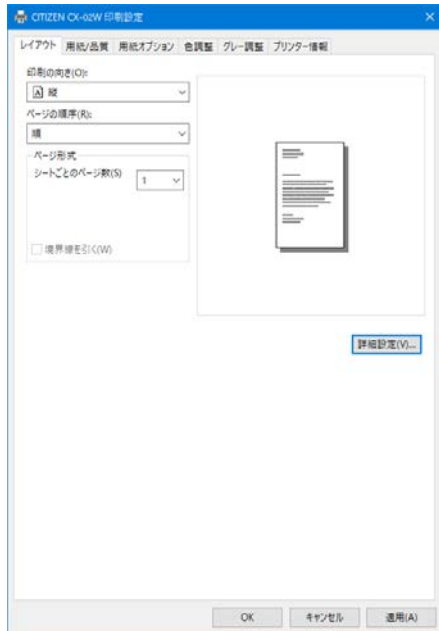 CITIZEN CX-02W 印刷設定
レイアウト 用紙/品質 用紙オプション 色調整 グレー調整 プリンター情報
印刷の向き(O):
A 縦
ページの順序(R):
順
ページ形式
シートごとのページ数(S) 1
境界線を引く(W)
詳細設定(V)...
OK キャンセル 適用(A)